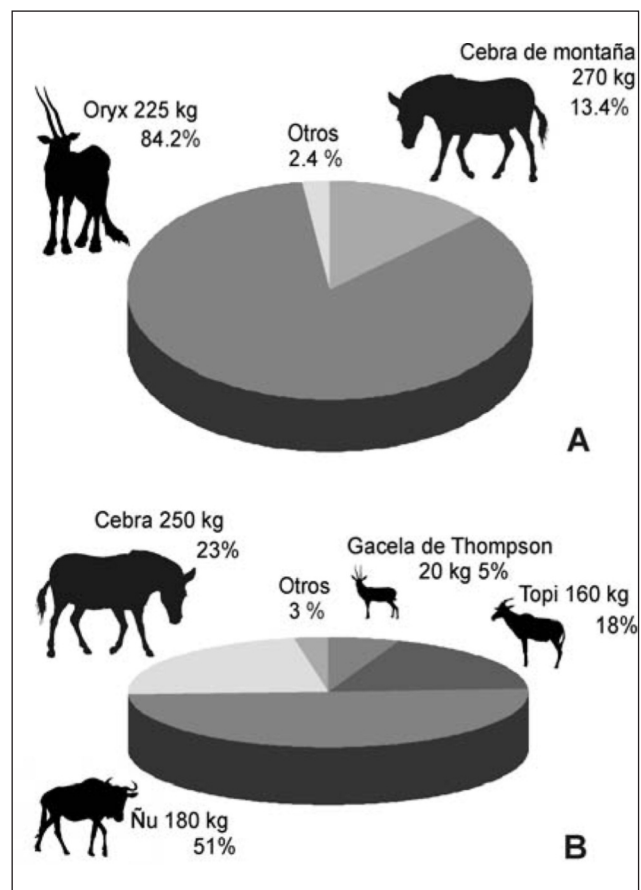 Cebra de montaña
270 kg
13.4%
Oryx 225 kg
84.2%
Otros
2.4 %
A
Cebra 250 kg
23%
Gacela de Thompson
20 kg 5%
Otros
3 %
Topi 160 kg
18%
Ñu 180 kg
51%
B